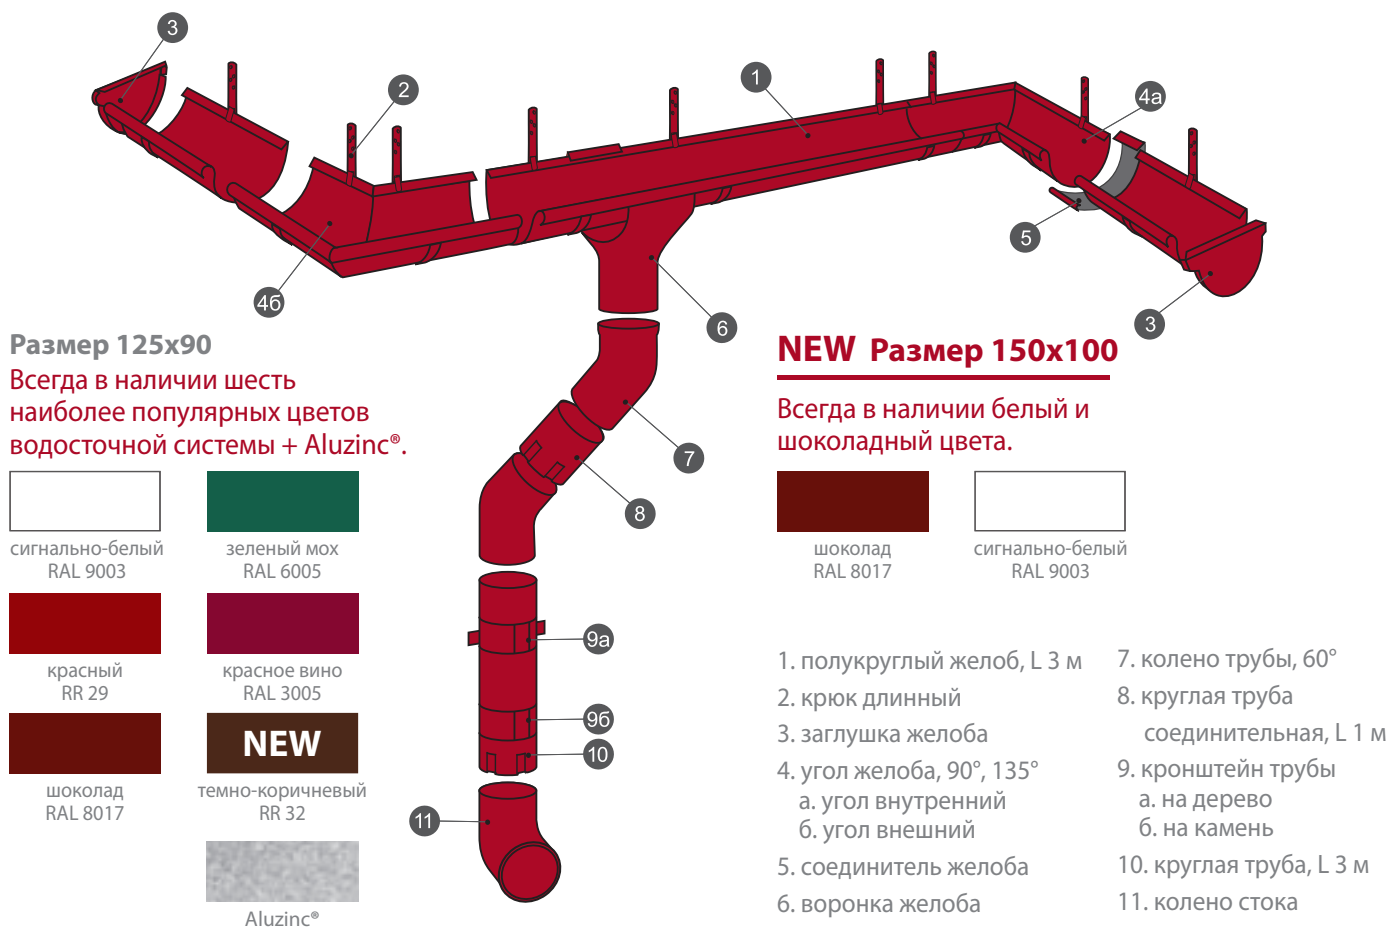 3
2
1
4а
5
4б
6
3
7
8
9а
9б
10
11
Размер 125x90
Всегда в наличии шесть
наиболее популярных цветов
водосточной системы + Aluzinc®.
сигнально-белый
RAL 9003
зеленый мох
RAL 6005
красный
RR 29
красное вино
RAL 3005
шоколад
RAL 8017
NEW
темно-коричневый
RR 32
Aluzinc®
NEW Размер 150x100
Всегда в наличии белый и
шоколадный цвета.
шоколад
RAL 8017
сигнально-белый
RAL 9003
1. полукруглый желоб, L 3 м
2. крюк длинный
3. заглушка желоба
4. угол желоба, 90°, 135°
а. угол внутренний
б. угол внешний
5. соединитель желоба
6. воронка желоба
7. колено трубы, 60°
8. круглая труба
соединительная, L 1 м
9. кронштейн трубы
а. на дерево
б. на камень
10. круглая труба, L 3 м
11. колено стока